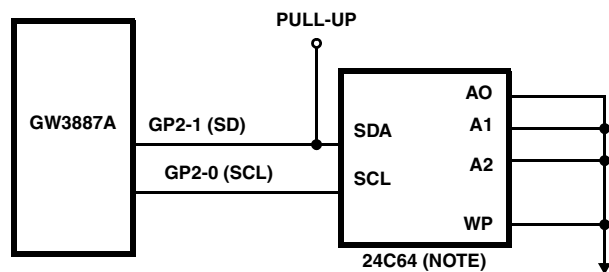 PULL-UP
GW3887A
GP2-1 (SD)
GP2-0 (SCL)
SDA
SCL
AO
A1
A2
WP
24C64 (NOTE)